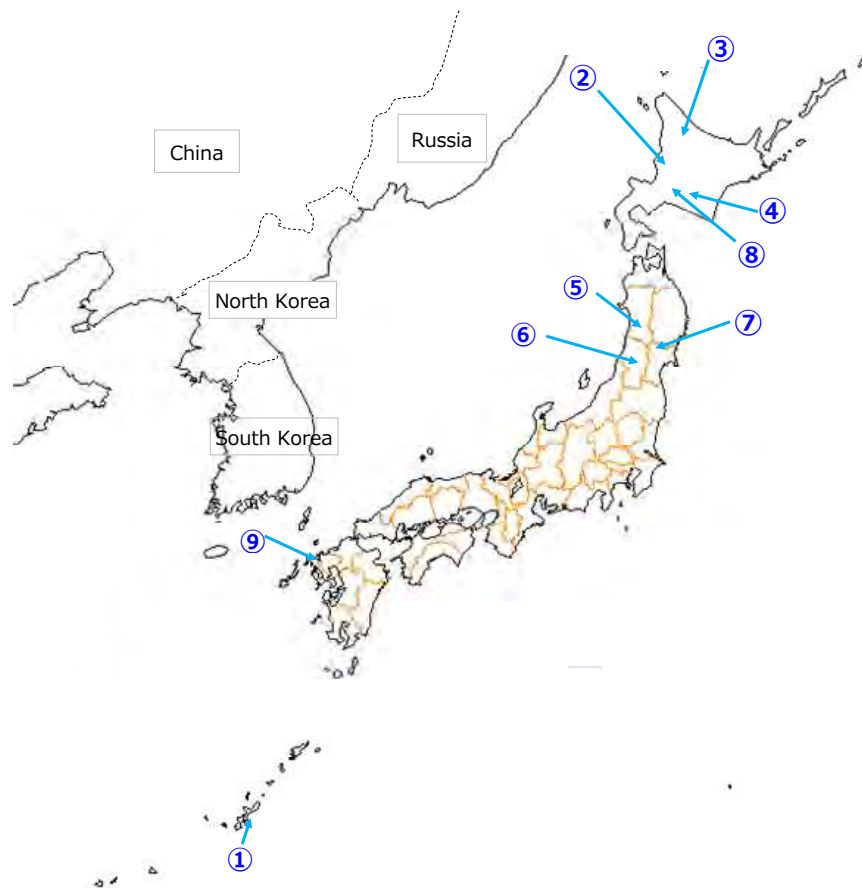 ③
②
Russia
China
④
⑧
North Korea
⑤
⑦
⑥
South Korea
⑨
①